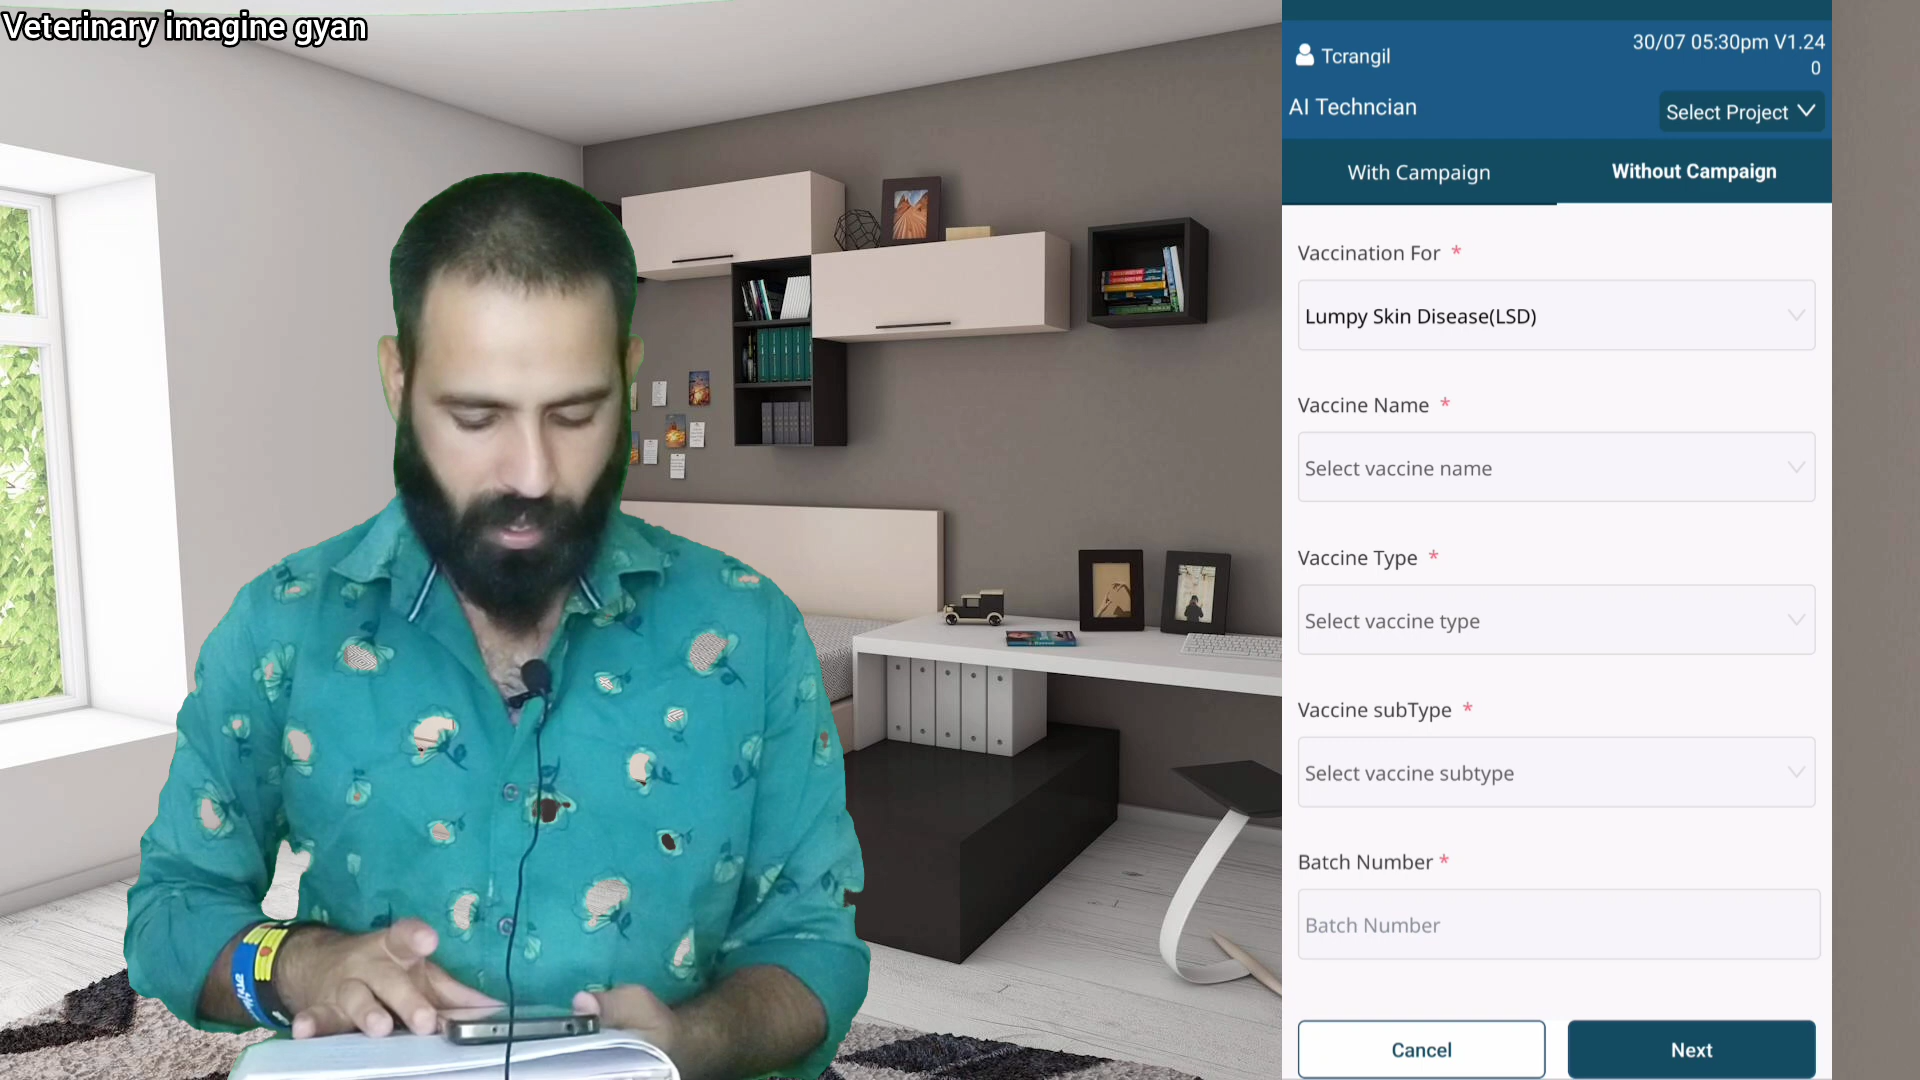 Veterinary imagine gyan
30/07 05:30pm V1.24
0
Tcrangil
AI Techncian
Select Project
With Campaign
Without Campaign
Vaccination For *
Lumpy Skin Disease(LSD)
Vaccine Name *
Select vaccine name
Vaccine Type *
Select vaccine type
Vaccine subType *
Select vaccine subtype
Batch Number *
Batch Number
Cancel
Next